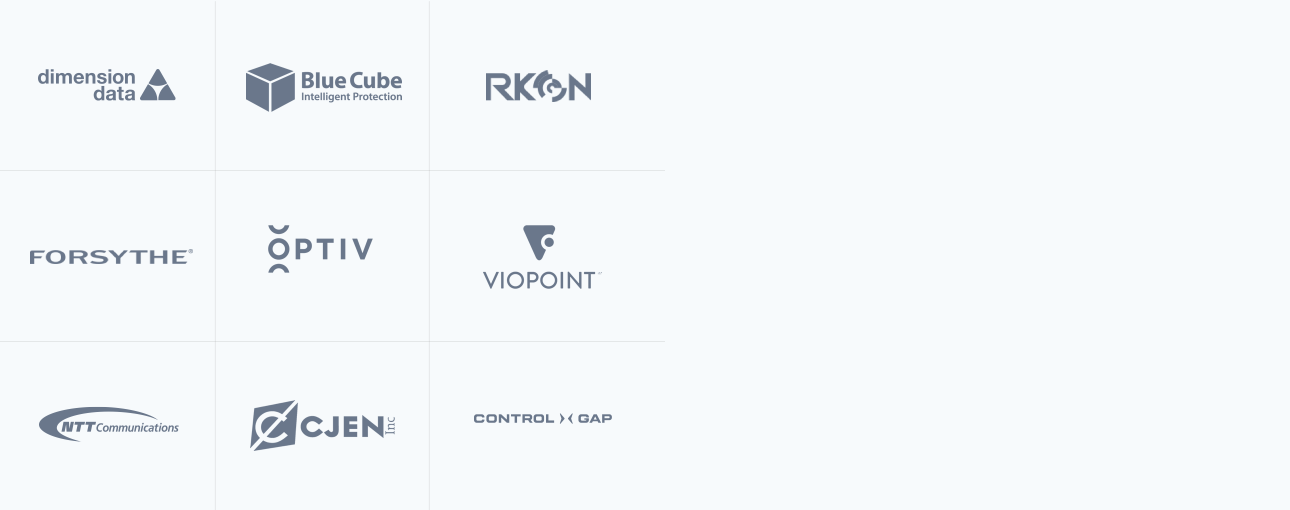 dimension
data
Blue Cube
Intelligent Protection
RKON
FORSYTHE®
OPTIV
VIOPOINT™
NTT Communications
CJEN Inc
CONTROL GAP